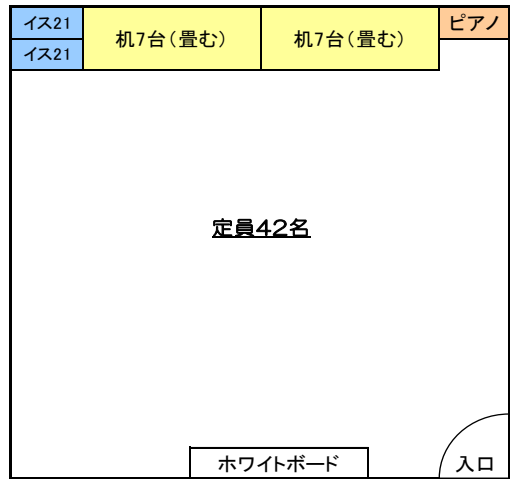 イス21
イス21
机7台(畳む)
机7台(畳む)
ピアノ
定員42名
ホワイトボード
入口